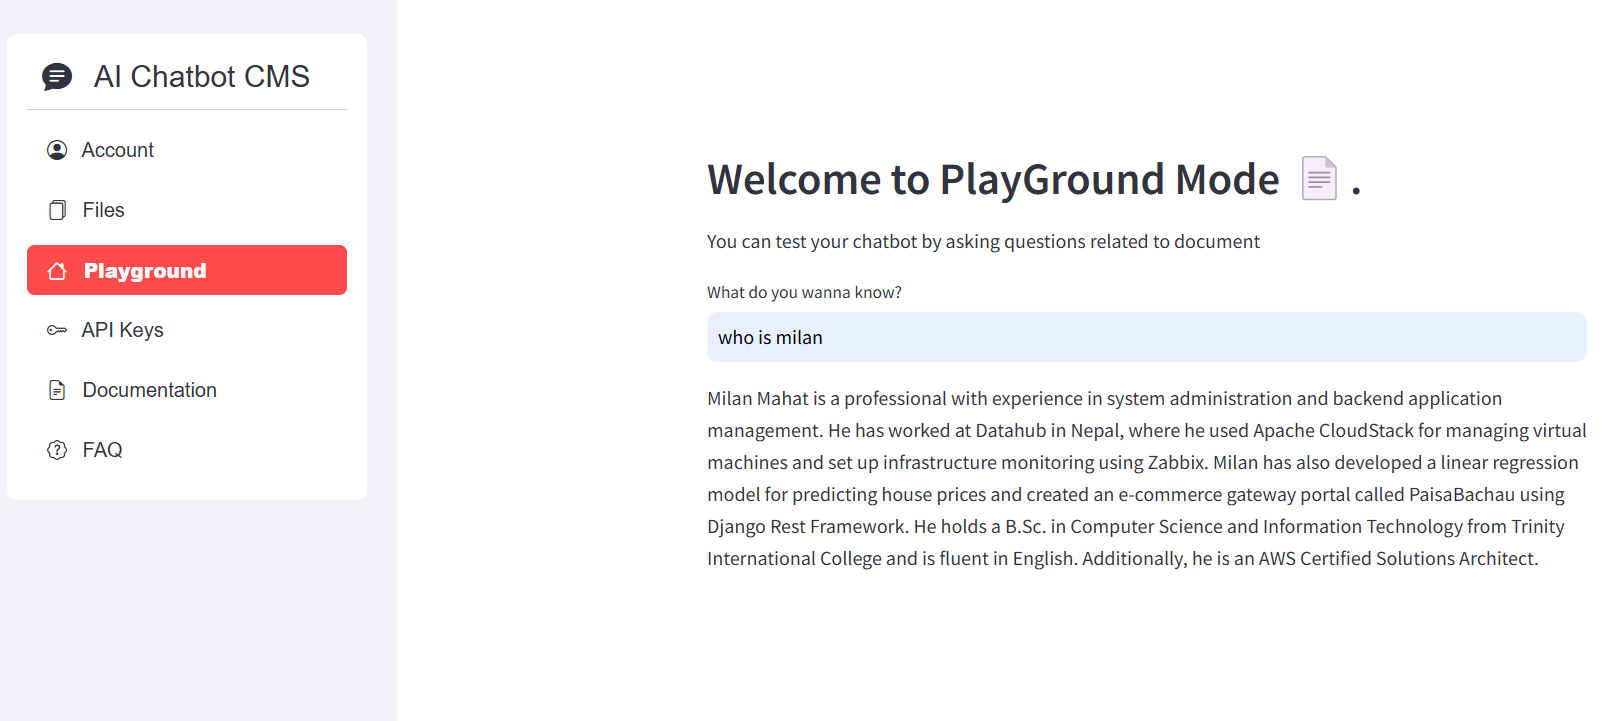 AI Chatbot CMS
Account
Files
Playground
API Keys
Documentation
FAQ
Welcome to PlayGround Mode 📄 .
You can test your chatbot by asking questions related to document
What do you wanna know?
who is milan
Milan Mahat is a professional with experience in system administration and backend application
management. He has worked at Datahub in Nepal, where he used Apache CloudStack for managing virtual
machines and set up infrastructure monitoring using Zabbix. Milan has also developed a linear regression
model for predicting house prices and created an e-commerce gateway portal called PaisaBachau using
Django Rest Framework. He holds a B.Sc. in Computer Science and Information Technology from Trinity
International College and is fluent in English. Additionally, he is an AWS Certified Solutions Architect.